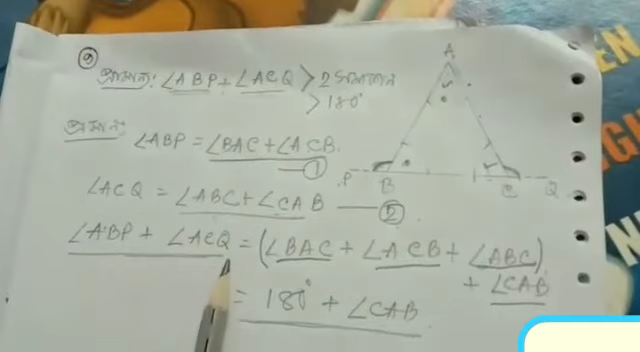 ৩
প্রমাণ: ∠ABP + ∠ACQ > 2 সমকোণ
> 180°
প্রমাণ: ∠ABP = ∠BAC + ∠ACB. —①
∠ACQ = ∠ABC + ∠CAB —②
∠ABP + ∠ACQ = (∠BAC + ∠ACB + ∠ABC)
+ ∠CAB
= 180° + ∠CAB
A
P B C Q